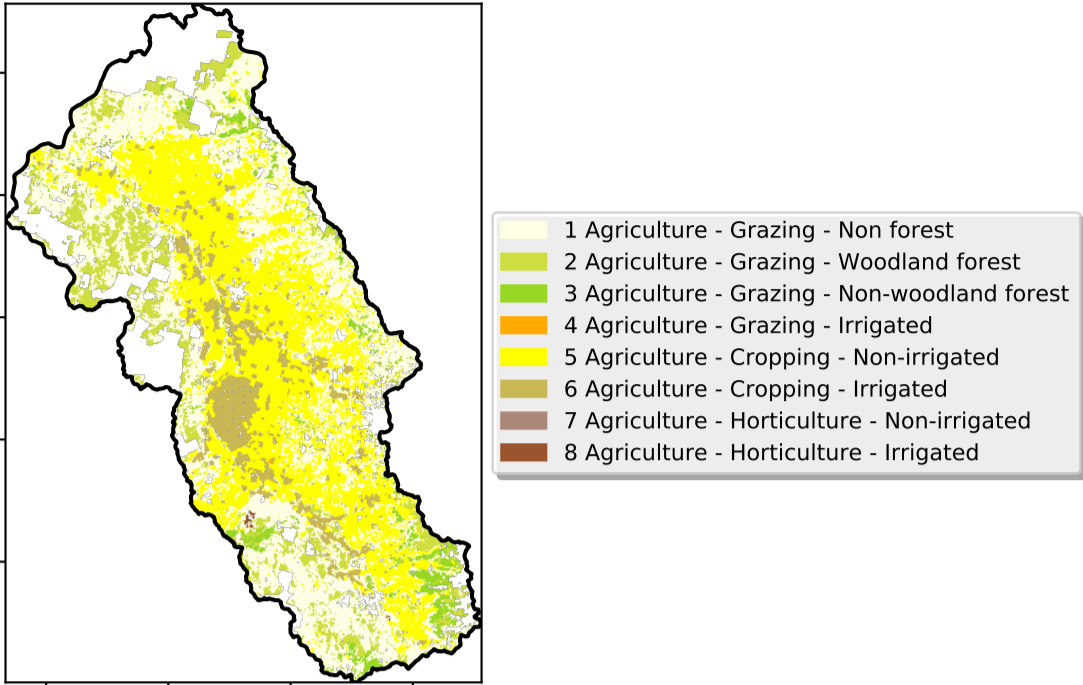 1 Agriculture - Grazing - Non forest
2 Agriculture - Grazing - Woodland forest
3 Agriculture - Grazing - Non-woodland forest
4 Agriculture - Grazing - Irrigated
5 Agriculture - Cropping - Non-irrigated
6 Agriculture - Cropping - Irrigated
7 Agriculture - Horticulture - Non-irrigated
8 Agriculture - Horticulture - Irrigated